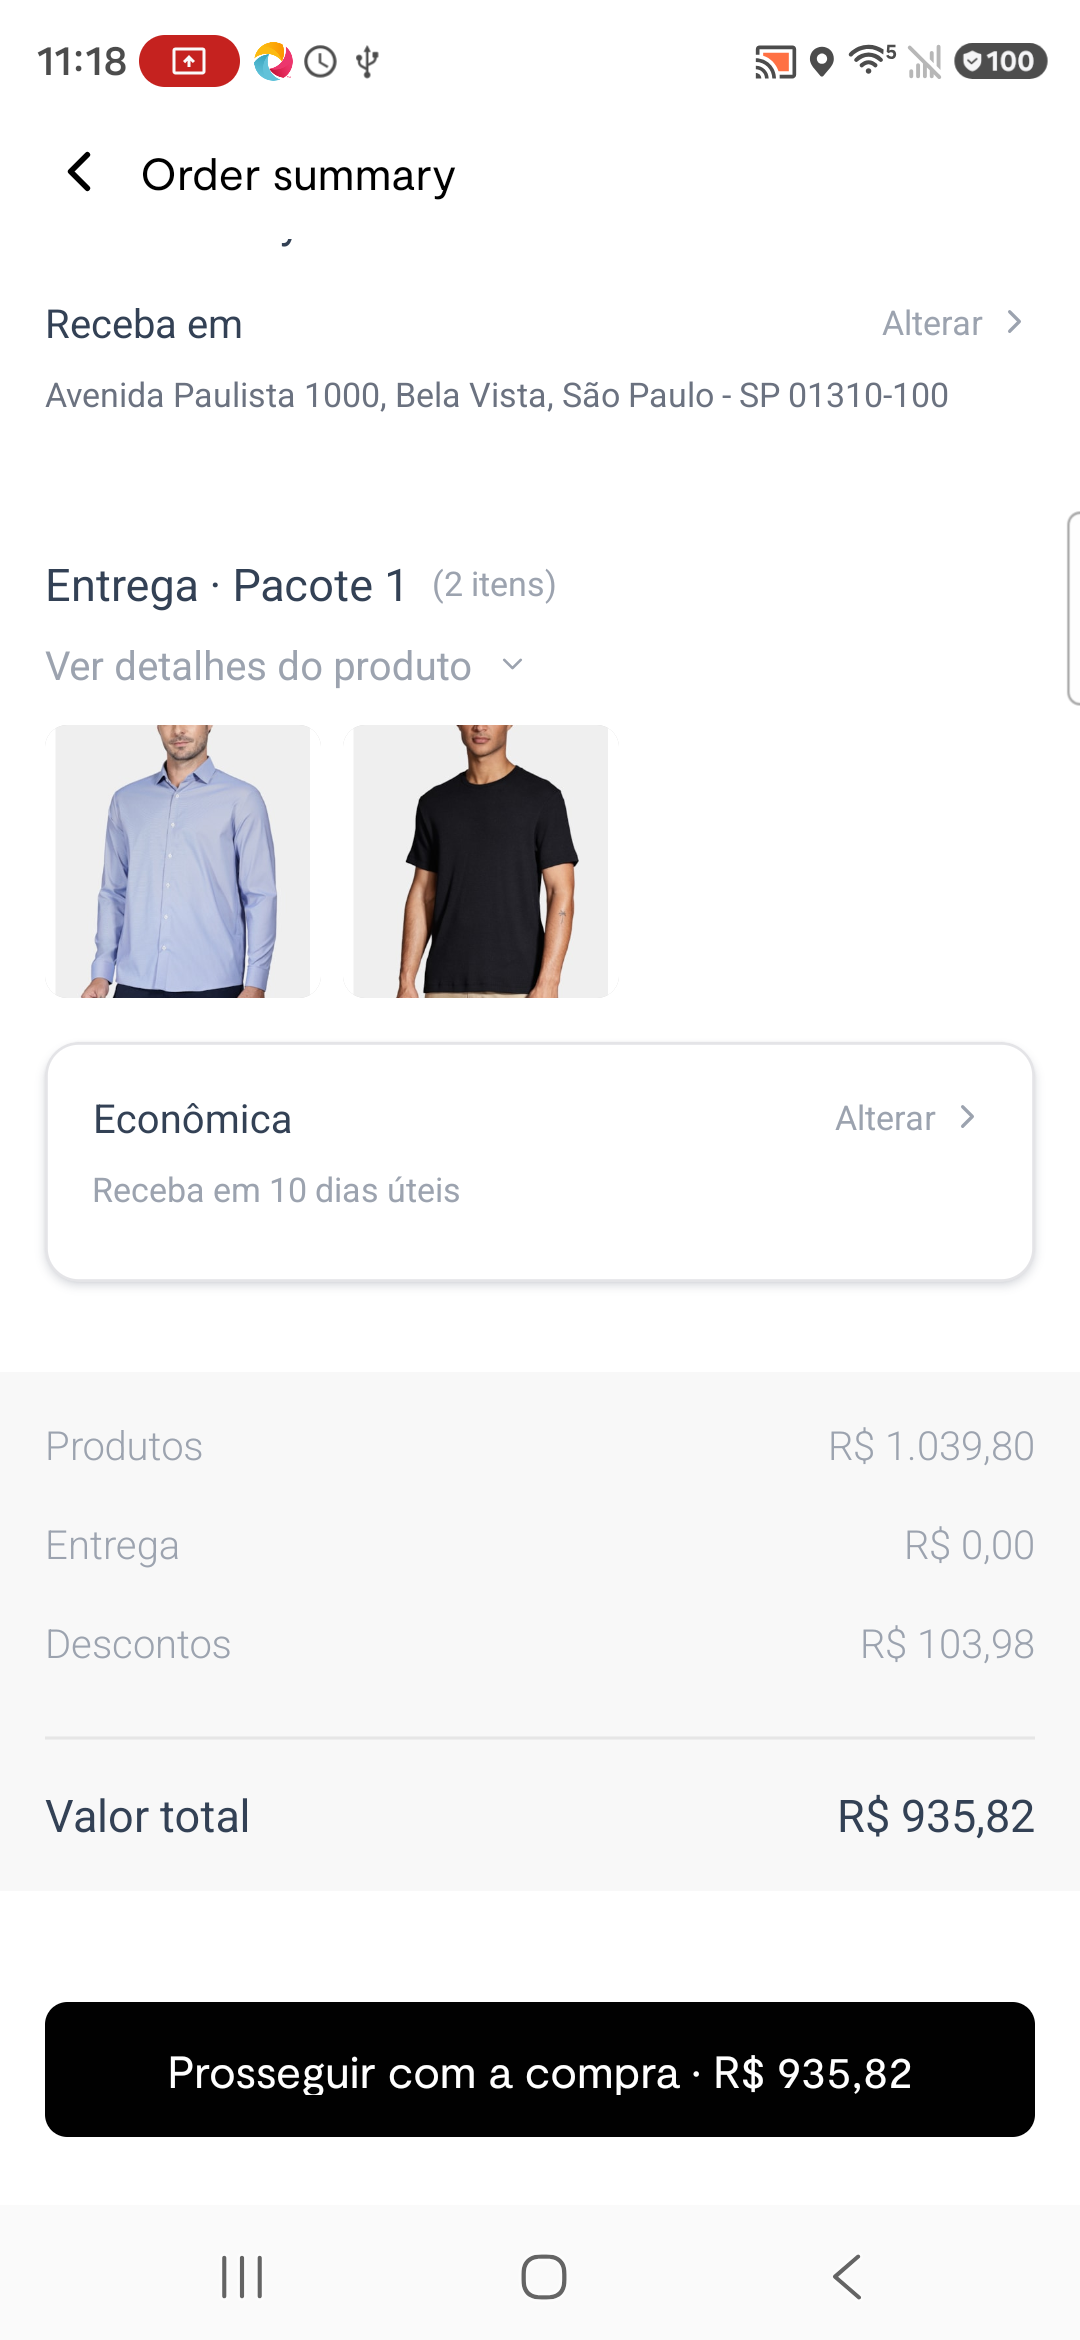 11:18
5
100
Order summary
Receba em
Alterar
Avenida Paulista 1000, Bela Vista, São Paulo - SP 01310-100
Entrega · Pacote 1 (2 itens)
Ver detalhes do produto
Econômica
Alterar
Receba em 10 dias úteis
Produtos R$ 1.039,80
Entrega R$ 0,00
Descontos R$ 103,98
Valor total R$ 935,82
Prosseguir com a compra · R$ 935,82